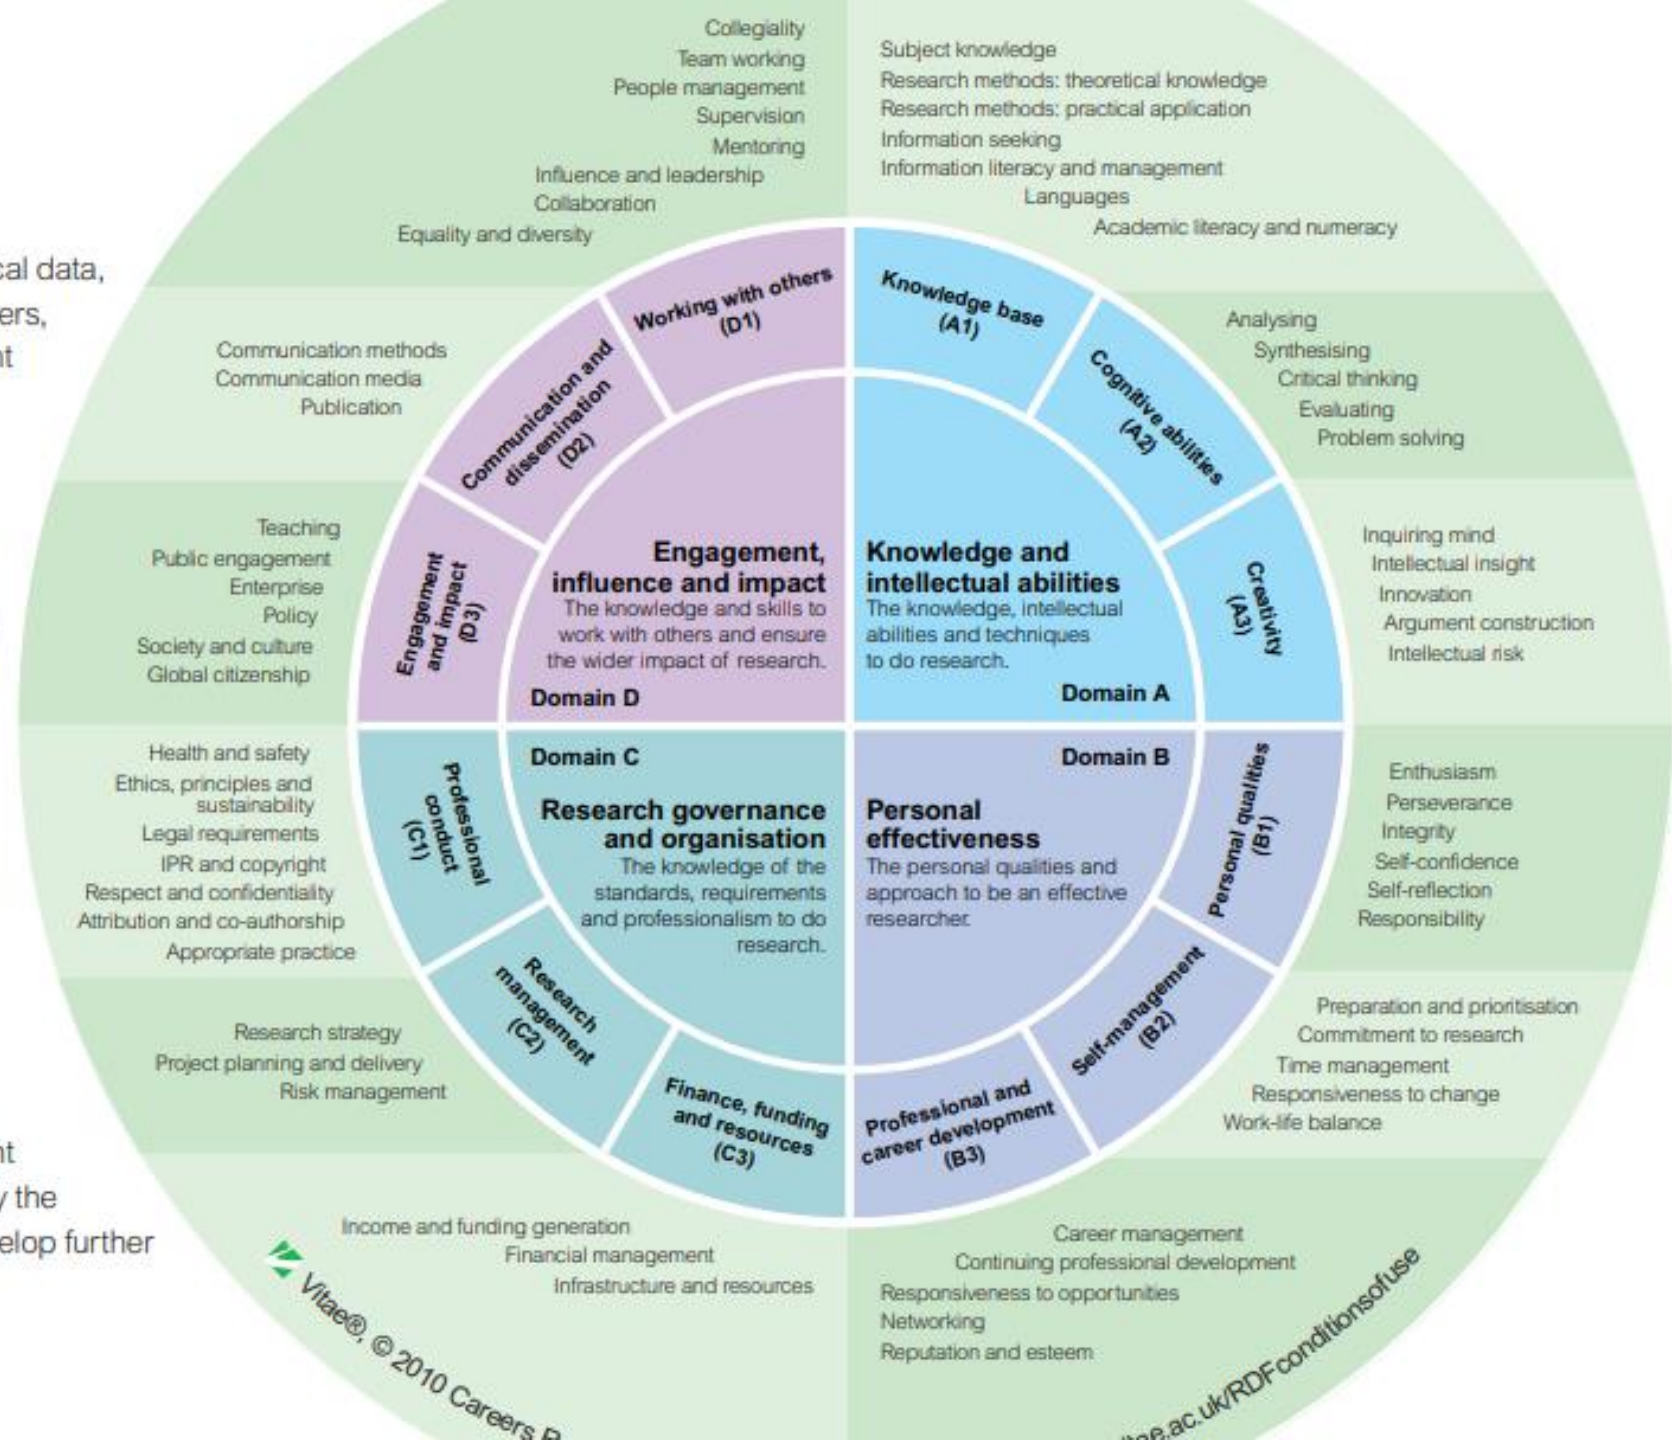 Collegiality
Team working
People management
Supervision
Mentoring
Influence and leadership
Collaboration
Equality and diversity
Subject knowledge
Research methods: theoretical knowledge
Research methods: practical application
Information seeking
Information literacy and management
Languages
Academic literacy and numeracy
Working with others
(D1)
Knowledge base
(A1)
Communication methods
Communication media
Publication
Communication and
dissemination
(D2)
Cognitive abilities
(A2)
Analysing
Synthesising
Critical thinking
Evaluating
Problem solving
Teaching
Public engagement
Enterprise
Policy
Society and culture
Global citizenship
Engagement
and impact
(D3)
Engagement,
influence and impact
The knowledge and skills to
work with others and ensure
the wider impact of research.
Domain D
Knowledge and
intellectual abilities
The knowledge, intellectual
abilities and techniques
to do research.
Domain A
Creativity
(A3)
Inquiring mind
Intellectual insight
Innovation
Argument construction
Intellectual risk
Health and safety
Ethics, principles and
sustainability
Legal requirements
IPR and copyright
Respect and confidentiality
Attribution and co-authorship
Appropriate practice
Professional
conduct
(C1)
Domain C
Research governance
and organisation
The knowledge of the
standards, requirements
and professionalism to do
research.
Domain B
Personal
effectiveness
The personal qualities and
approach to be an effective
researcher.
Personal qualities
(B1)
Enthusiasm
Perseverance
Integrity
Self-confidence
Self-reflection
Responsibility
Research strategy
Project planning and delivery
Risk management
Research
management
(C2)
Self-management
(B2)
Preparation and prioritisation
Commitment to research
Time management
Responsiveness to change
Work-life balance
Finance, funding
and resources
(C3)
Professional and
career development
(B3)
Income and funding generation
Financial management
Infrastructure and resources
Career management
Continuing professional development
Responsiveness to opportunities
Networking
Reputation and esteem
Vitae®, © 2010 Careers
.ac.uk/RDFconditionsofuse
data,
the
further